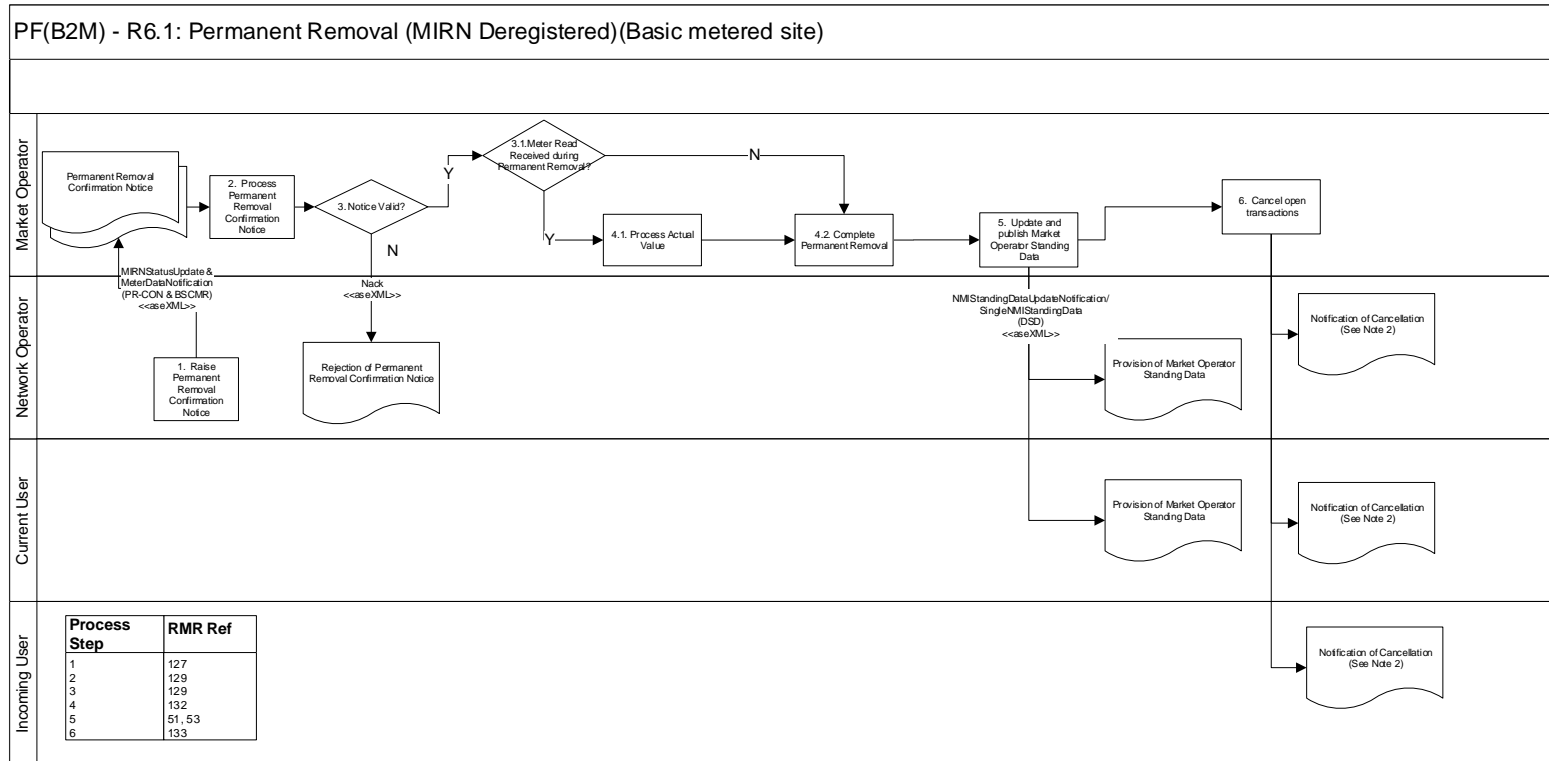 PF(B2M) - R6.1: Permanent Removal (MIRN Deregistered)(Basic metered site)
Market Operator
Permanent Removal
Confirmation Notice
2. Process
Permanent
Removal
Confirmation
Notice
3. Notice Valid?
Y
N
3.1.Meter Read
Received during
Permanent Removal?
N
Y
4.1. Process Actual
Value
4.2. Complete
Permanent Removal
5. Update and
publish Market
Operator Standing
Data
6. Cancel open
transactions
MIRNStatusUpdate &
MeterDataNotification
(PR-CON & BSCMR)
<<aseXML>>
Nack
<<aseXML>>
NMIStandingDataUpdateNotification/
SingleNMIStandingData
(DSD)
<<aseXML>>
Network Operator
1. Raise
Permanent
Removal
Confirmation
Notice
Rejection of Permanent
Removal Confirmation Notice
Provision of Market Operator
Standing Data
Notification of Cancellation
(See Note 2)
Current User
Provision of Market Operator
Standing Data
Notification of Cancellation
(See Note 2)
Incoming User
Process RMR Ref
Step
1 127
2 129
3 129
4 132
5 51, 53
6 133
Notification of Cancellation
(See Note 2)